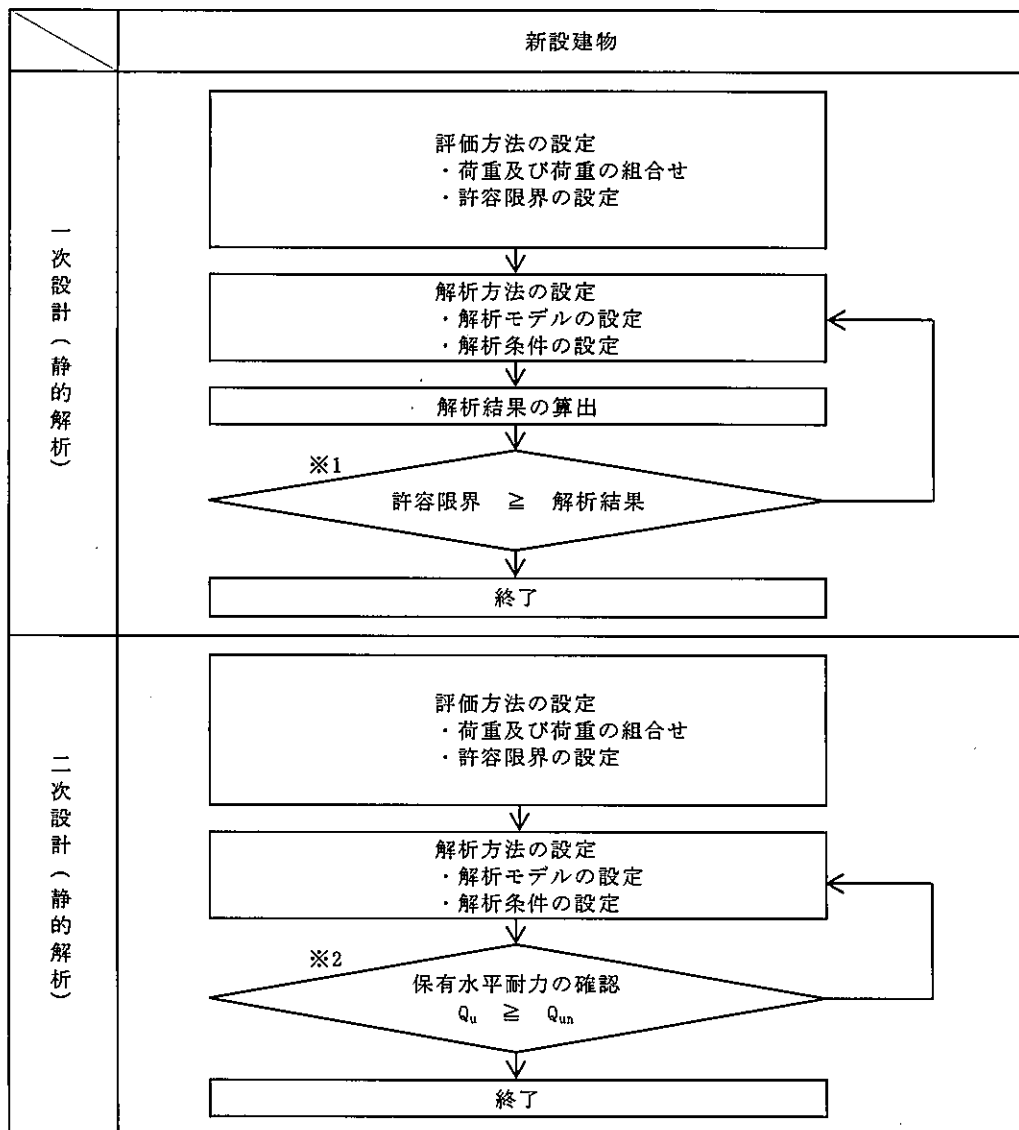 新設建物
一次設計(静的解析)
評価方法の設定
・荷重及び荷重の組合せ
・許容限界の設定
解析方法の設定
・解析モデルの設定
・解析条件の設定
解析結果の算出
※1
許容限界 ≧ 解析結果
終了
二次設計(静的解析)
評価方法の設定
・荷重及び荷重の組合せ
・許容限界の設定
解析方法の設定
・解析モデルの設定
・解析条件の設定
※2
保有水平耐力の確認
Qu ≧ Qun
終了